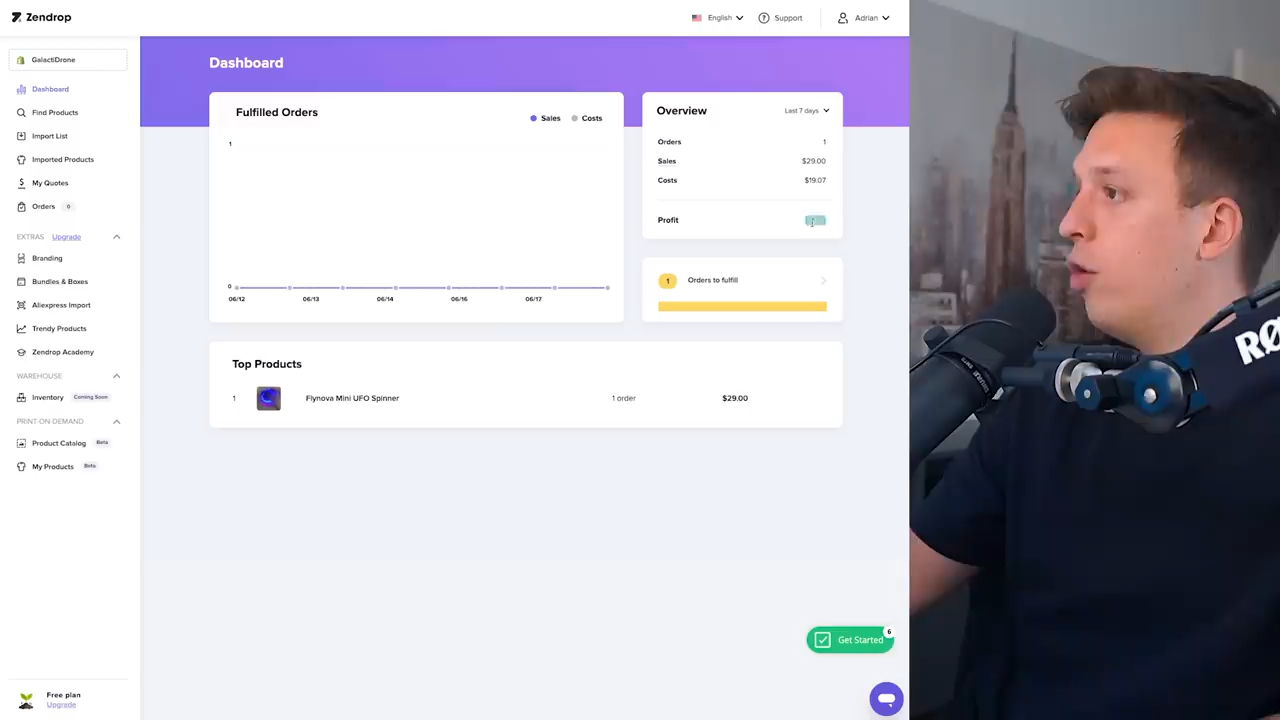 Zendrop
English
Support
Adrian
GalactiDrone
Dashboard
Find Products
Import List
Imported Products
My Quotes
Orders 0
EXTRAS Upgrade
Branding
Bundles & Boxes
Aliexpress Import
Trendy Products
Zendrop Academy
WAREHOUSE
Inventory Coming Soon
PRINT-ON-DEMAND
Product Catalog Beta
My Products Beta
Free plan
Upgrade
Dashboard
Fulfilled Orders
Sales Costs
1
0
06/12 06/13 06/14 06/16 06/17
Overview
Last 7 days
Orders 1
Sales $29.00
Costs $19.07
Profit
1 Orders to fulfill
Top Products
1 Flynova Mini UFO Spinner 1 order $29.00
Get Started 6
RØ